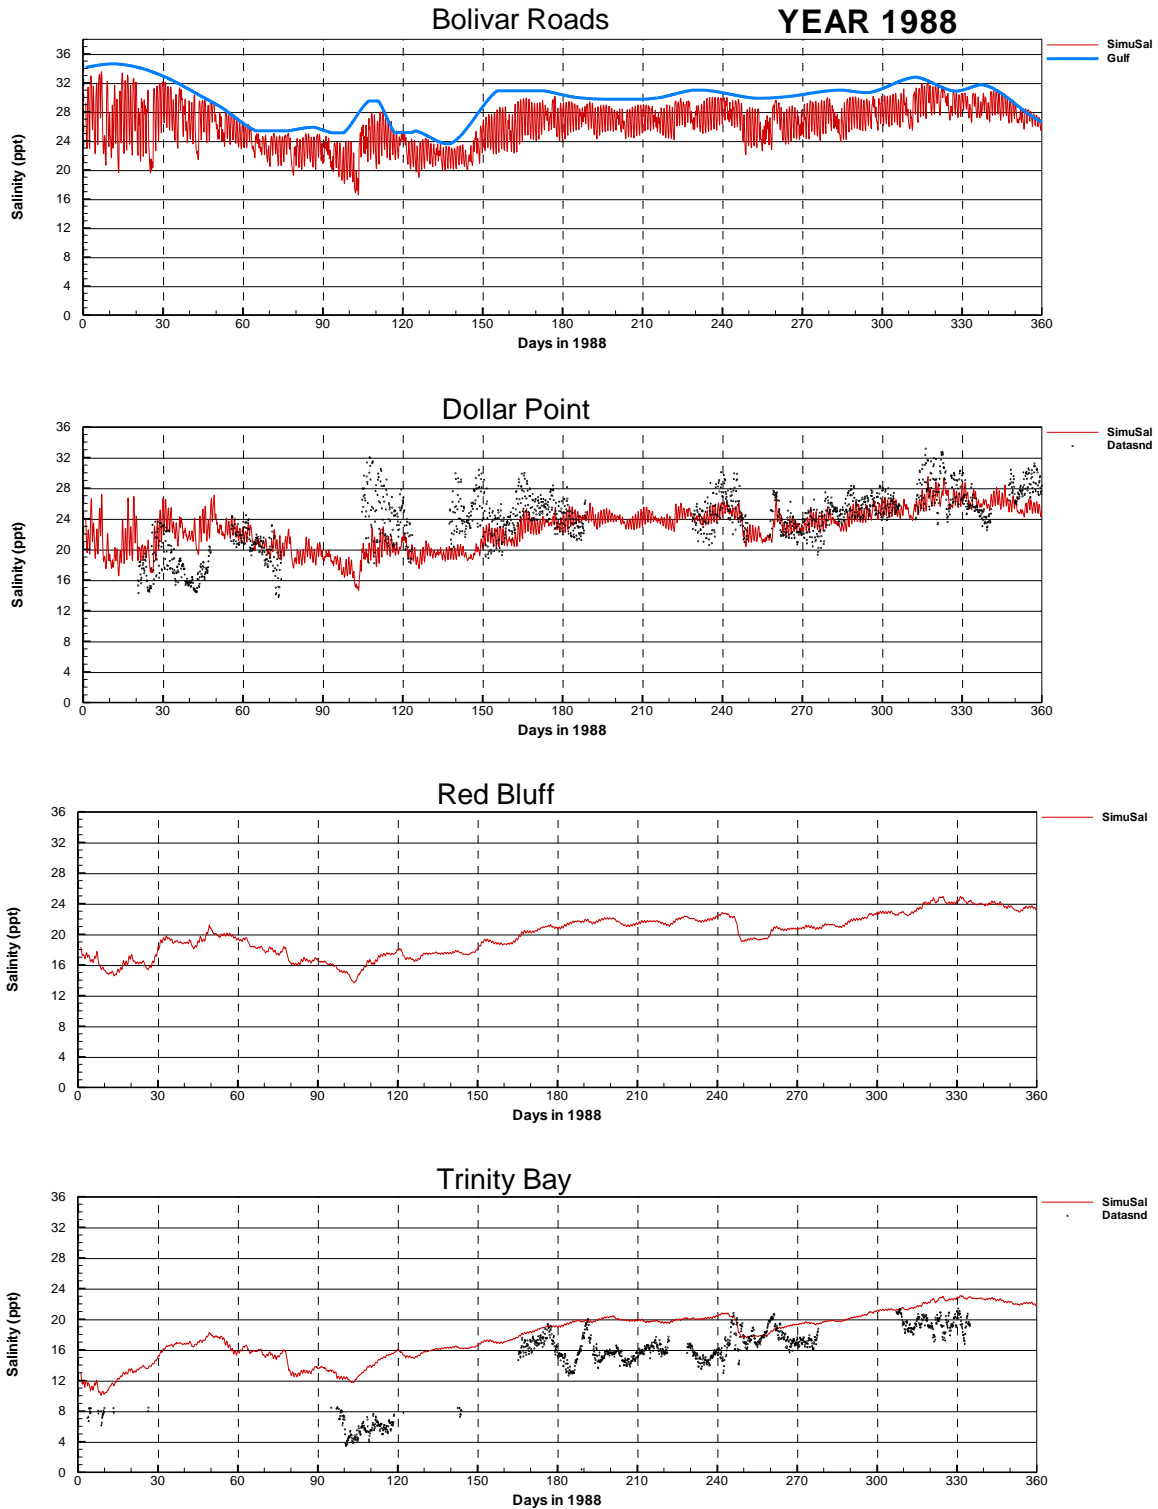 Bolivar Roads YEAR 1988
SimuSal
Gulf
36
32
28
24
20
16
12
8
4
0
Salinity (ppt)
0 30 60 90 120 150 180 210 240 270 300 330 360
Days in 1988
Dollar Point
SimuSal
Datasnd
36
32
28
24
20
16
12
8
4
0
Salinity (ppt)
0 30 60 90 120 150 180 210 240 270 300 330 360
Days in 1988
Red Bluff
SimuSal
36
32
28
24
20
16
12
8
4
0
Salinity (ppt)
0 30 60 90 120 150 180 210 240 270 300 330 360
Days in 1988
Trinity Bay
SimuSal
Datasnd
36
32
28
24
20
16
12
8
4
0
Salinity (ppt)
0 30 60 90 120 150 180 210 240 270 300 330 360
Days in 1988